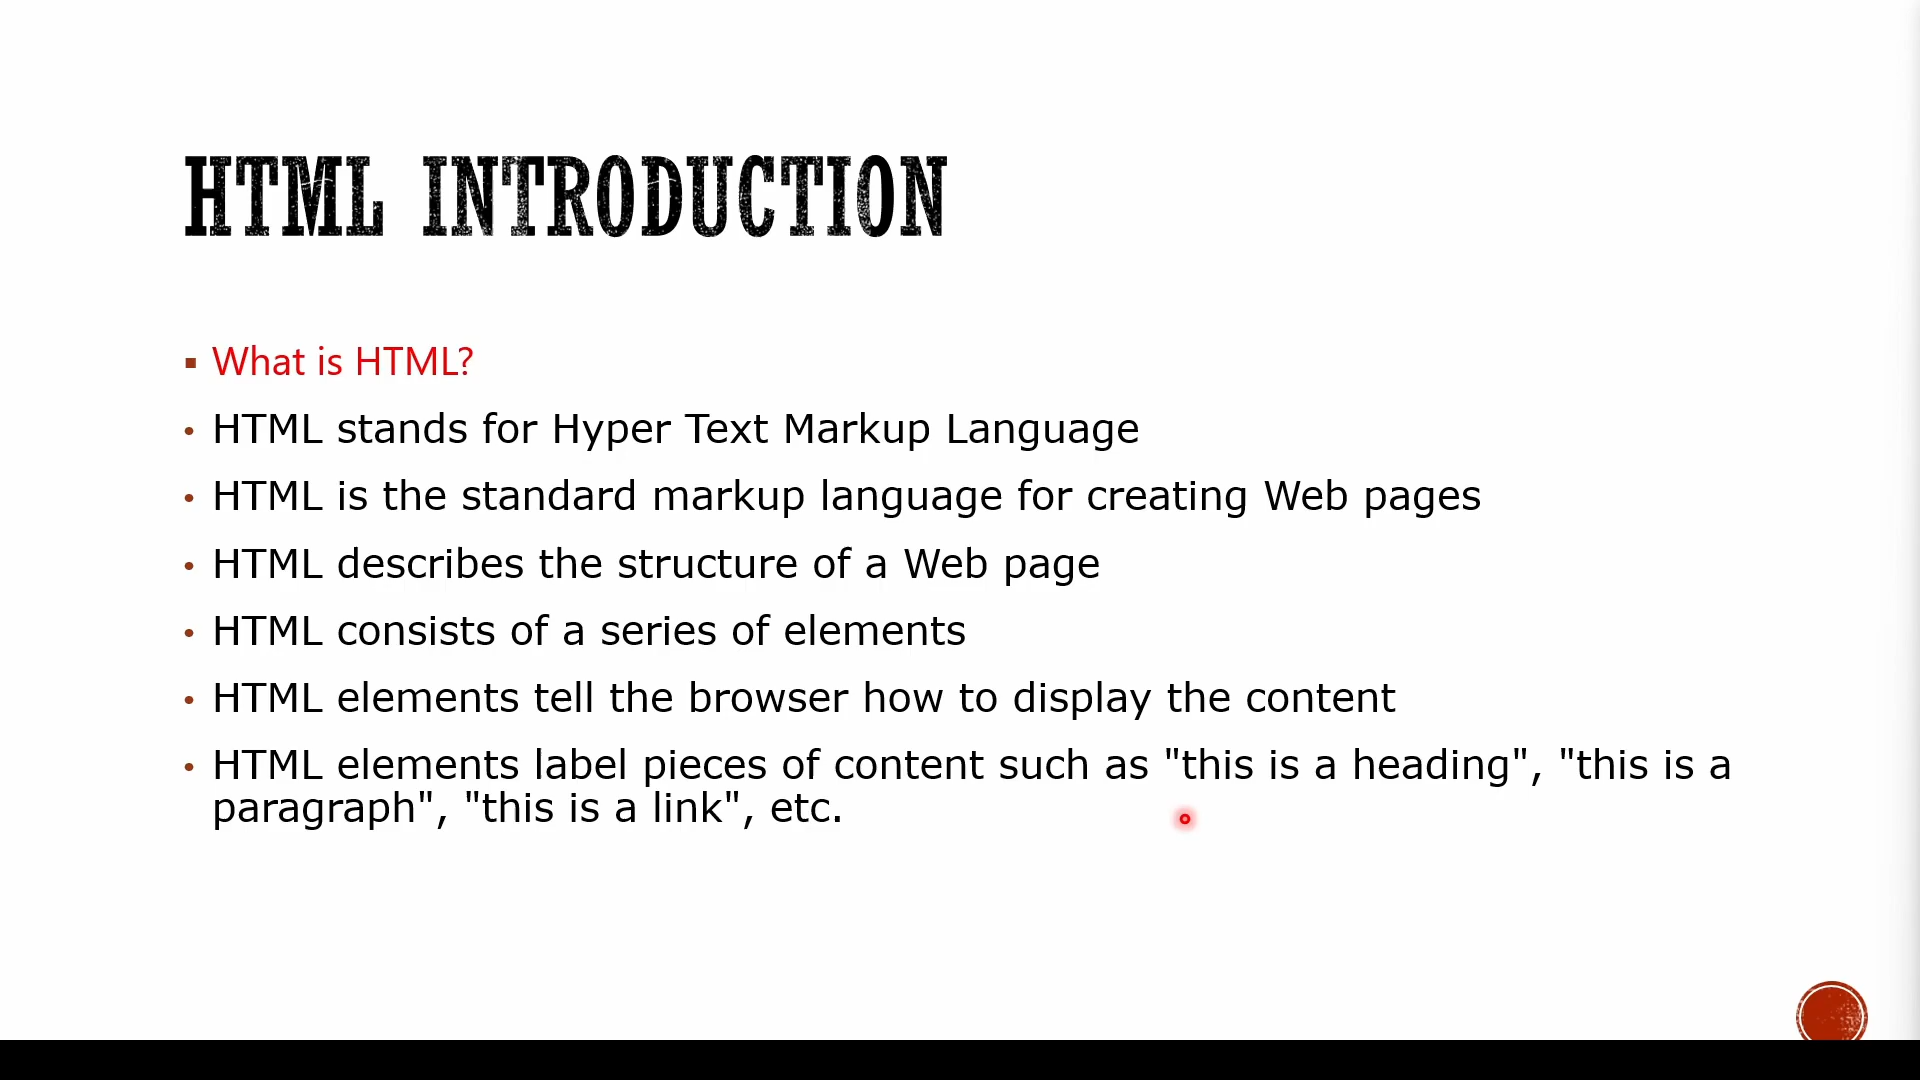 HTML INTRODUCTION
What is HTML?
HTML stands for Hyper Text Markup Language
HTML is the standard markup language for creating Web pages
HTML describes the structure of a Web page
HTML consists of a series of elements
HTML elements tell the browser how to display the content
HTML elements label pieces of content such as "this is a heading", "this is a
paragraph", "this is a link", etc.